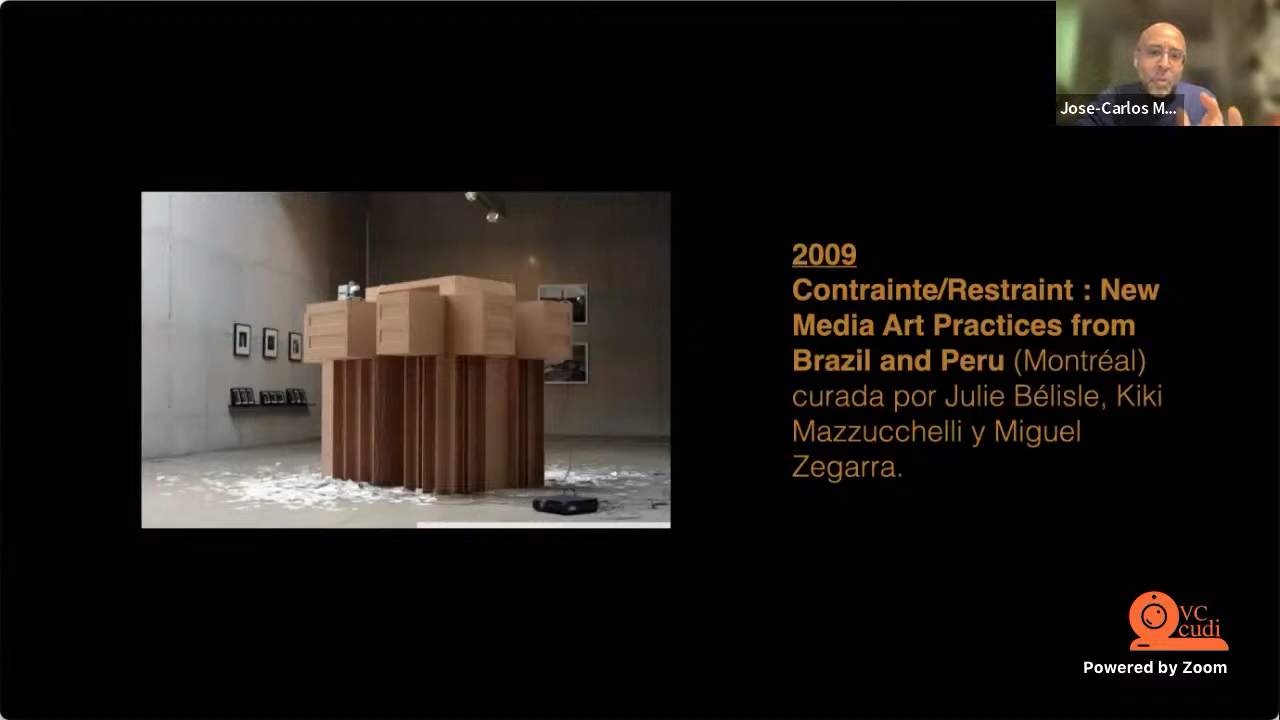 Jose-Carlos M...
2009
Contrainte/Restraint : New
Media Art Practices from
Brazil and Peru (Montréal)
curada por Julie Bélisle, Kiki
Mazzucchelli y Miguel
Zegarra.
VC
cudi
Powered by Zoom